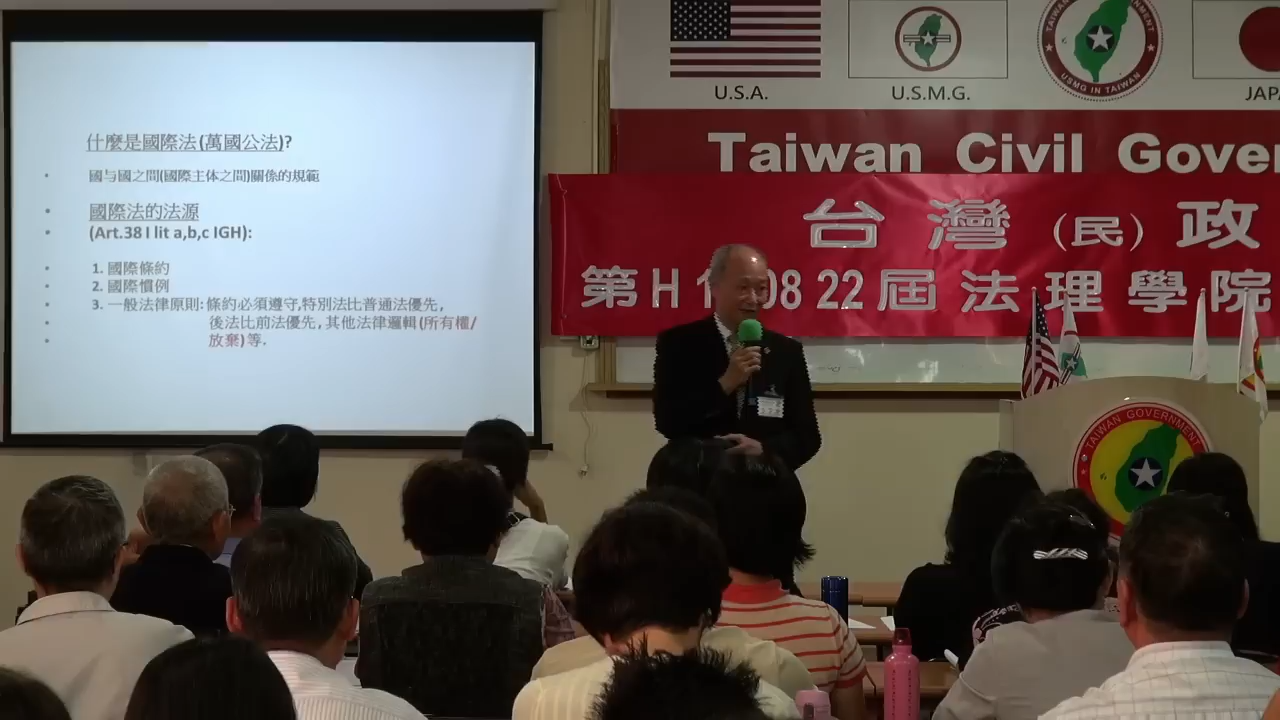 什麼是國際法(萬國公法)?
國与國之間(國際主体之間)關係的規範
國際法的法源
(Art.38 I lit a,b,c IGH):
1. 國際條約
2. 國際慣例
3. 一般法律原則: 條約必須遵守,特別法比普通法優先,
後法比前法優先, 其他法律邏輯(所有權/
放棄)等.
U.S.A.
U.S.M.G.
USMG IN TAIWAN
JAPA
Taiwan Civil Gover
台灣(民)政
第H 1 08 22屆法理學院
TAIWAN GOVERNMENT